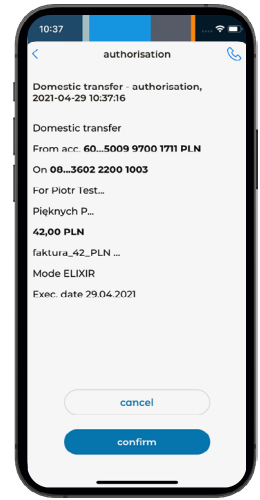 10:37
authorisation
Domestic transfer - authorisation,
2021-04-29 10:37:16
Domestic transfer
From acc. 60...5009 9700 1711 PLN
On 08...3602 2200 1003
For Piotr Test...
Pięknych P...
42,00 PLN
faktura_42_PLN ...
Mode ELIXIR
Exec. date 29.04.2021
cancel
confirm